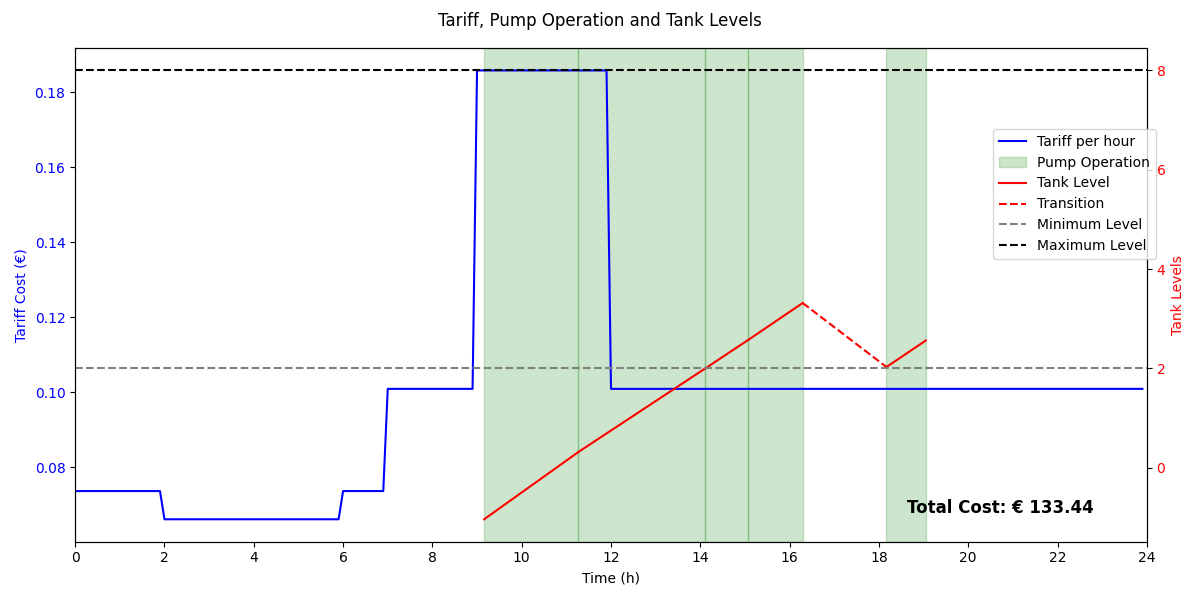 Tariff, Pump Operation and Tank Levels
0.18
0.16
0.14
0.12
0.10
0.08
Tariff Cost (€)
8
6
4
2
0
Tank Levels
Tariff per hour
Pump Operation
Tank Level
Transition
Minimum Level
Maximum Level
Total Cost: € 133.44
0 2 4 6 8 10 12 14 16 18 20 22 24
Time (h)